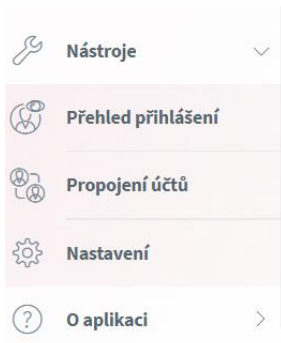 Nástroje
Přehled přihlášení
Propojení účtů
Nastavení
O aplikaci